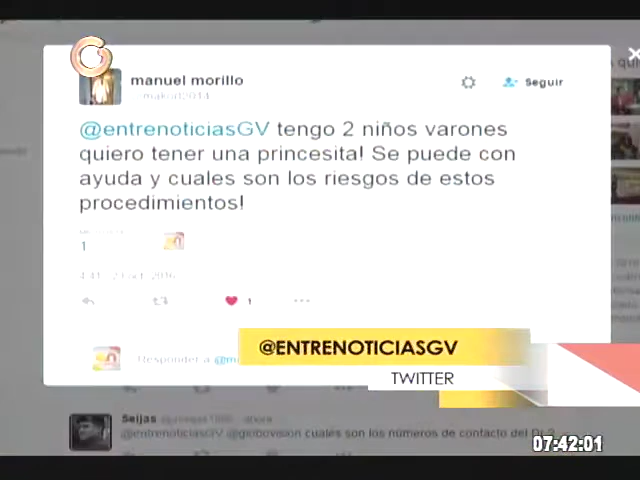 manuel morillo
Seguir
@entrenoticiasGV tengo 2 niños varones
quiero tener una princesita! Se puede con
ayuda y cuales son los riesgos de estos
procedimientos!
1
1
Responder a
@ENTRENOTICIASGV
TWITTER
Seijas
@entrenoticiasGV @globovision cuales son los números de contacto del
07:42:01